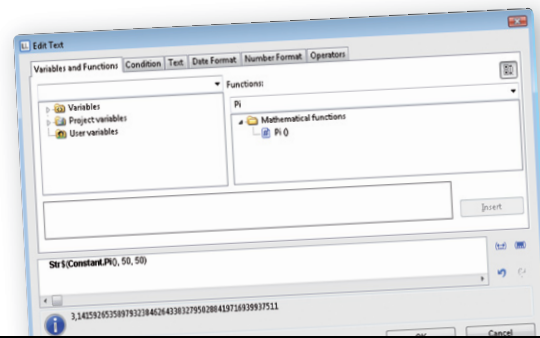 LL Edit Text
Variables and Functions Condition Text Date Format Number Format Operators
Functions:
Pi
Variables
Project variables
User variables
Mathematical functions
Pi ()
Insert
Str$(Constant.Pi(), 50, 50)
3,14159265358979323846264338327950288419716939937511
Cancel